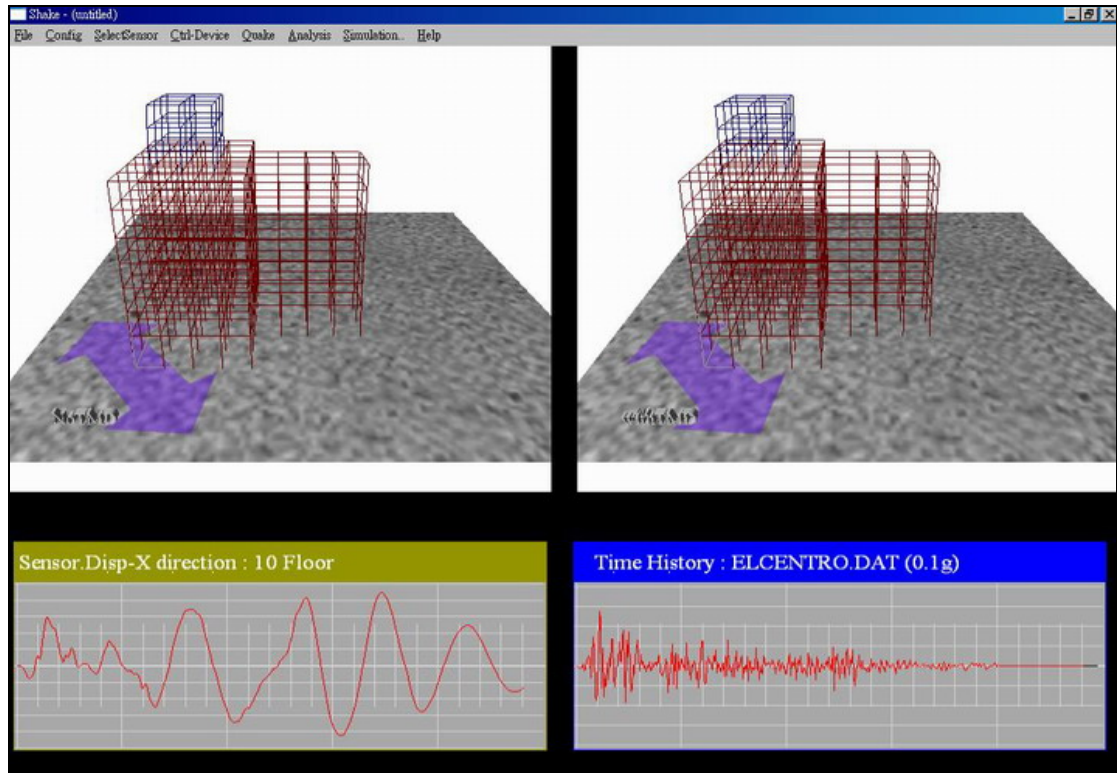 Shake - (untitled)
File Config SelectSensor Ctrl-Device Quake Analysis Simulation.. Help
Sensor.Disp-X direction : 10 Floor
Time History : ELCENTRO.DAT (0.1g)